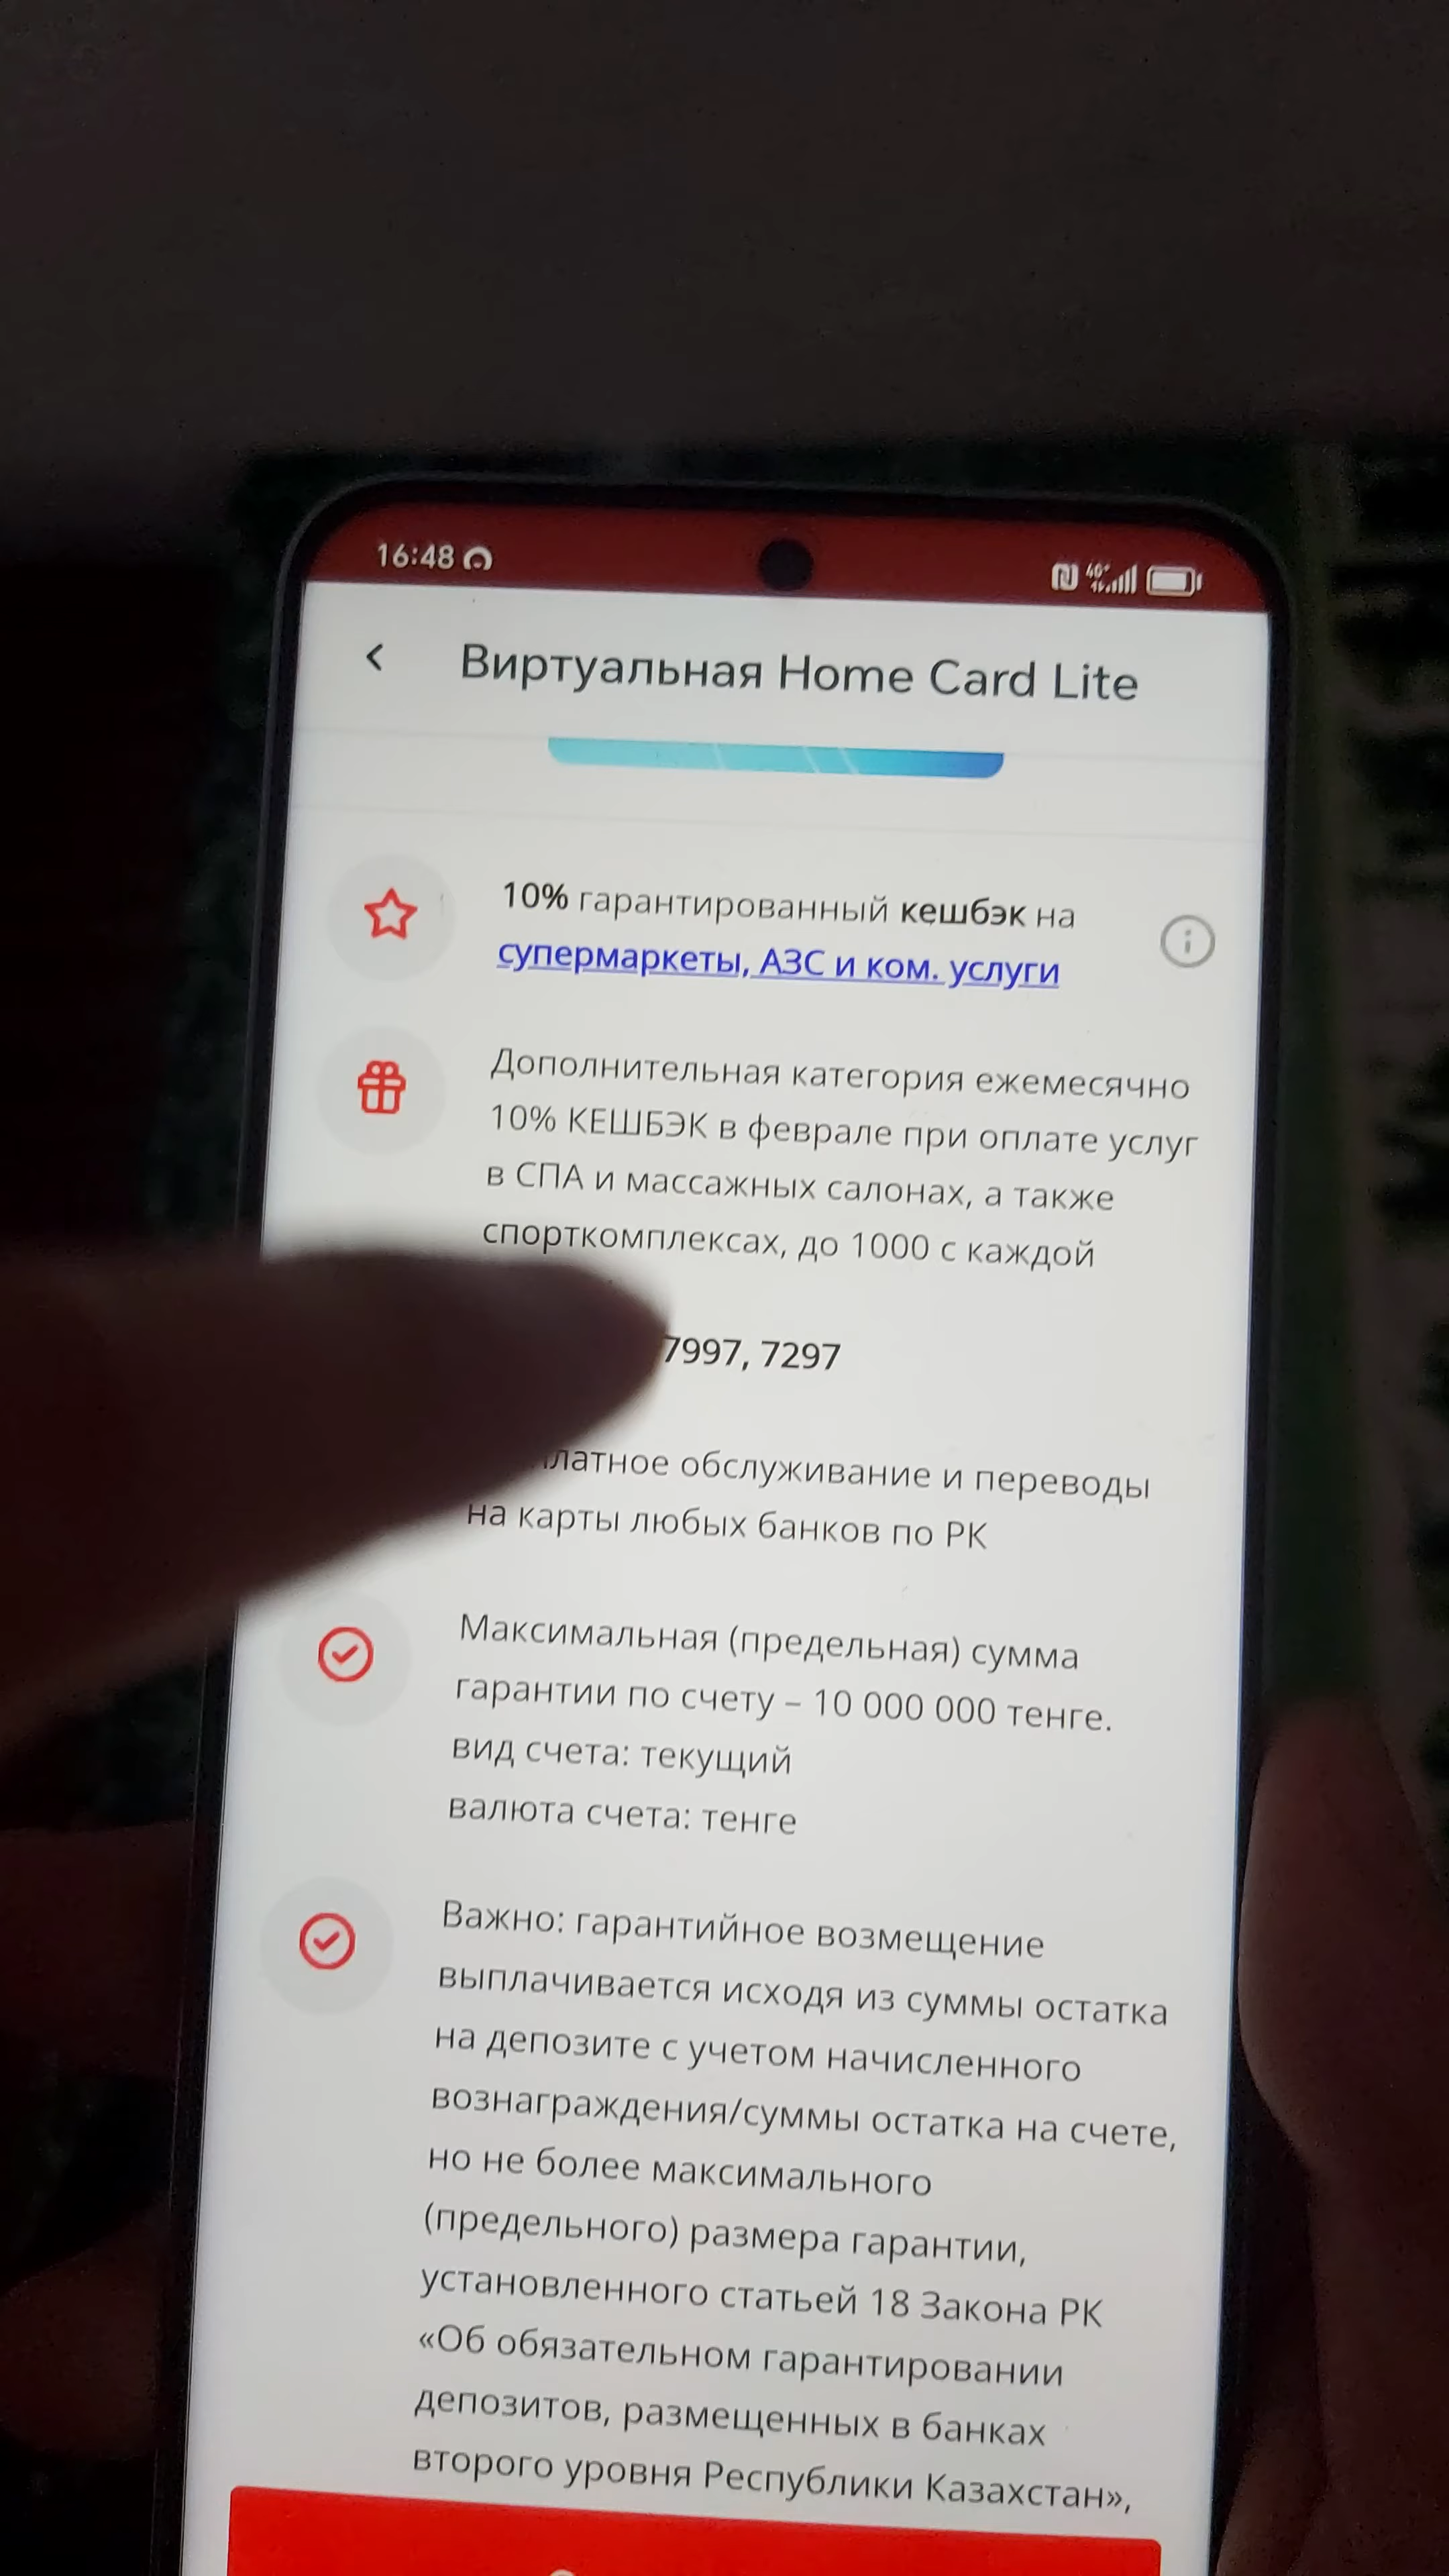 16:48
Виртуальная Home Card Lite
10% гарантированный кешбэк на
супермаркеты, АЗС и ком. услуги
Дополнительная категория ежемесячно
10% КЕШБЭК в феврале при оплате услуг
в СПА и массажных салонах, а также
спорткомплексах, до 1000 с каждой
7997, 7297
обслуживание и переводы
на карты любых банков по РК
Максимальная (предельная) сумма
гарантии по счету – 10 000 000 тенге.
вид счета: текущий
валюта счета: тенге
Важно: гарантийное возмещение
выплачивается исходя из суммы остатка
на депозите с учетом начисленного
вознаграждения/суммы остатка на счете,
но не более максимального
(предельного) размера гарантии,
установленного статьей 18 Закона РК
«Об обязательном гарантировании
депозитов, размещенных в банках
второго уровня Республики Казахстан»,